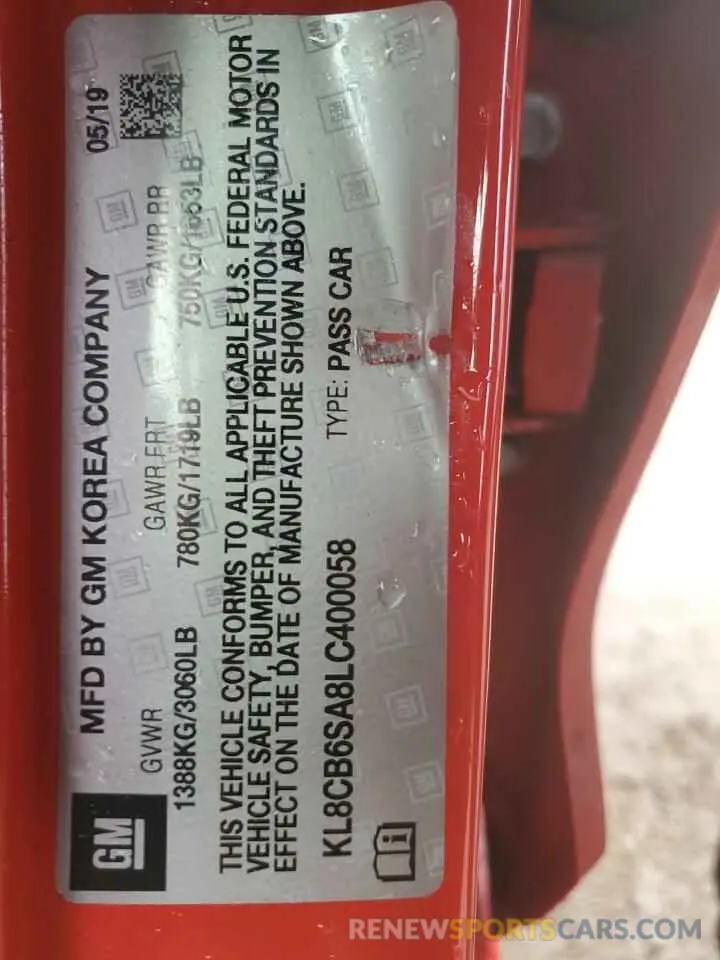 GM
MFD BY GM KOREA COMPANY 05/19
GVWR GAWR FRT GAWR RR
1388KG/3060LB 780KG/1719LB 750KG/1653LB
THIS VEHICLE CONFORMS TO ALL APPLICABLE U.S. FEDERAL MOTOR
VEHICLE SAFETY, BUMPER, AND THEFT PREVENTION STANDARDS IN
EFFECT ON THE DATE OF MANUFACTURE SHOWN ABOVE.
KL8CB6SA8LC400058 TYPE: PASS CAR
RENEWSPORTSCARS.COM